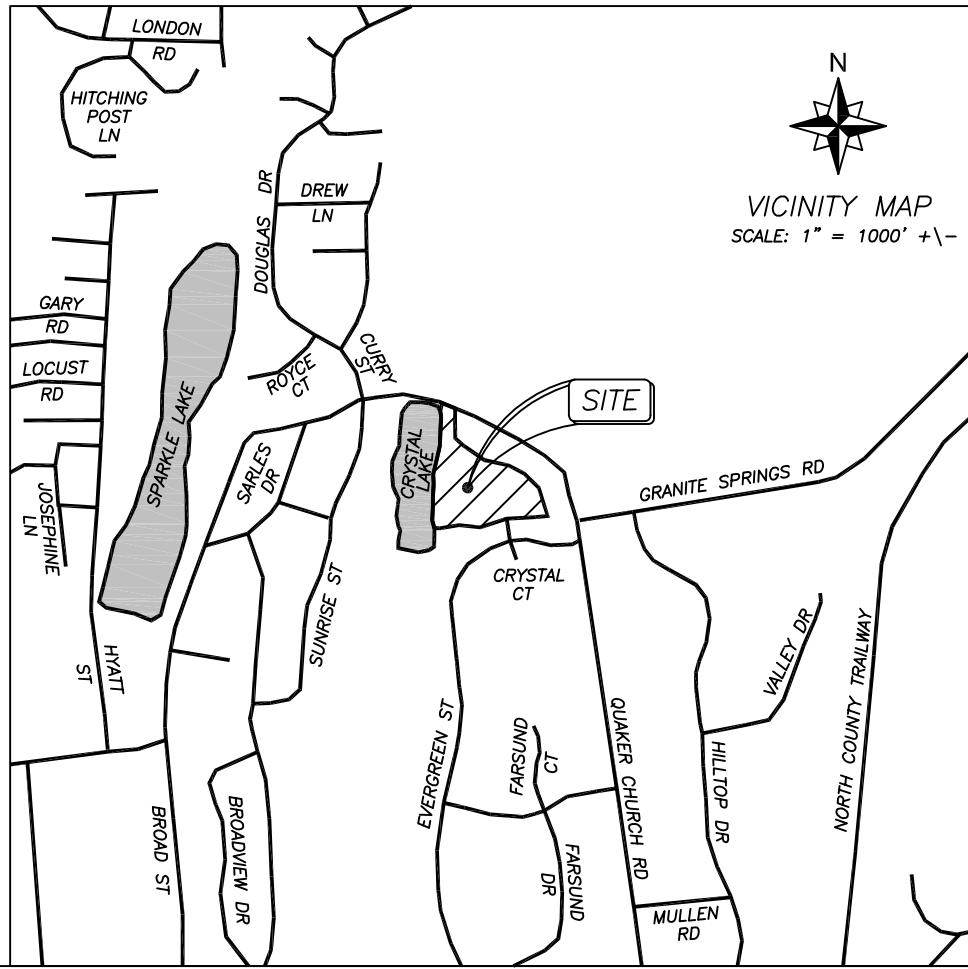 LONDON
RD
HITCHING
POST
LN
N
VICINITY MAP
SCALE: 1" = 1000' +\-
DOUGLAS DR
DREW
LN
GARY
RD
LOCUST
RD
ROYCE
CT
CURRY
ST
SITE
SPARKLE LAKE
SARLES
DR
CRYSTAL
LAKE
GRANITE SPRINGS RD
JOSEPHINE
LN
CRYSTAL
CT
SUNRISE ST
HYATT
ST
VALLEY DR
NORTH COUNTY TRAILWAY
EVERGREEN ST
FARSUND
CT
QUAKER CHURCH RD
HILLTOP DR
BROAD ST
BROADVIEW DR
FARSUND
DR
MULLEN
RD